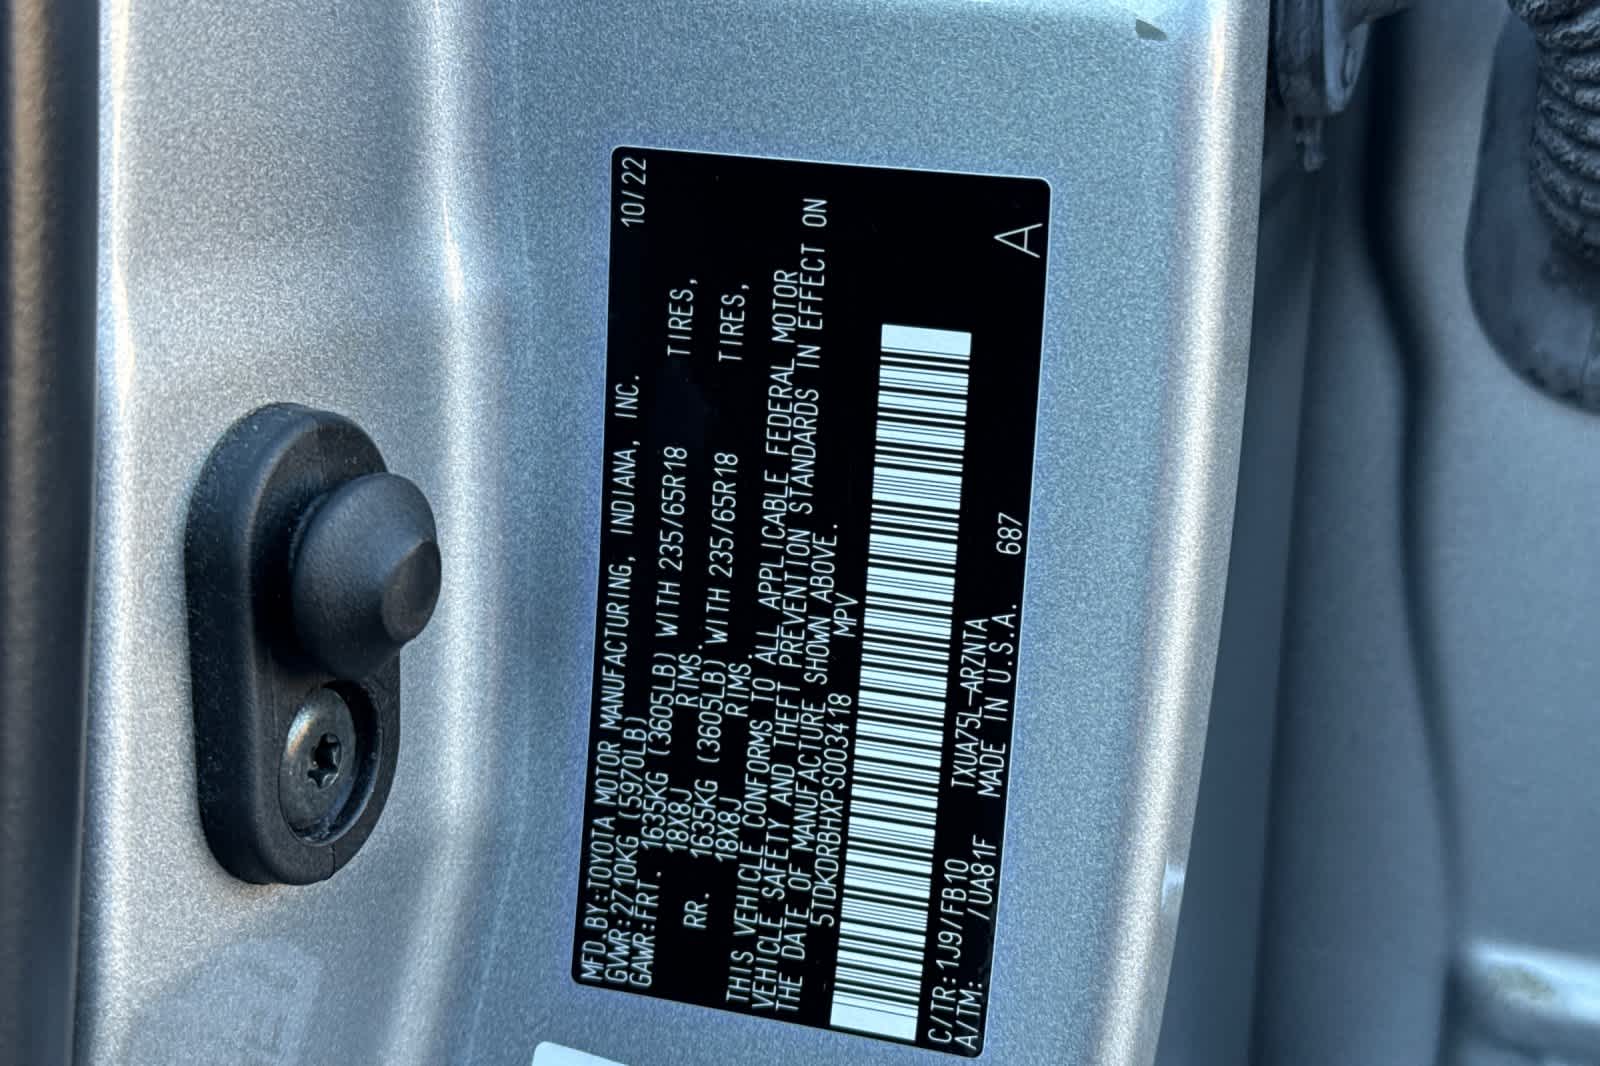 MFD.BY:TOYOTA MOTOR MANUFACTURING, INDIANA, INC. 10/22
GVWR:2710KG (5970LB)
GAWR:FRT. 1635KG (3605LB) WITH 235/65R18 TIRES,
18X8J RIMS.
RR. 1635KG (3605LB) WITH 235/65R18 TIRES,
18X8J RIMS.
THIS VEHICLE CONFORMS TO ALL APPLICABLE FEDERAL MOTOR
VEHICLE SAFETY AND THEFT PREVENTION STANDARDS IN EFFECT ON
THE DATE OF MANUFACTURE SHOWN ABOVE.
5TDKDRBHXPS003418 MPV
C/TR:1J9/FB10 TXUA75L-ARZNTA
A/TM: /UA81F MADE IN U.S.A. 687 A